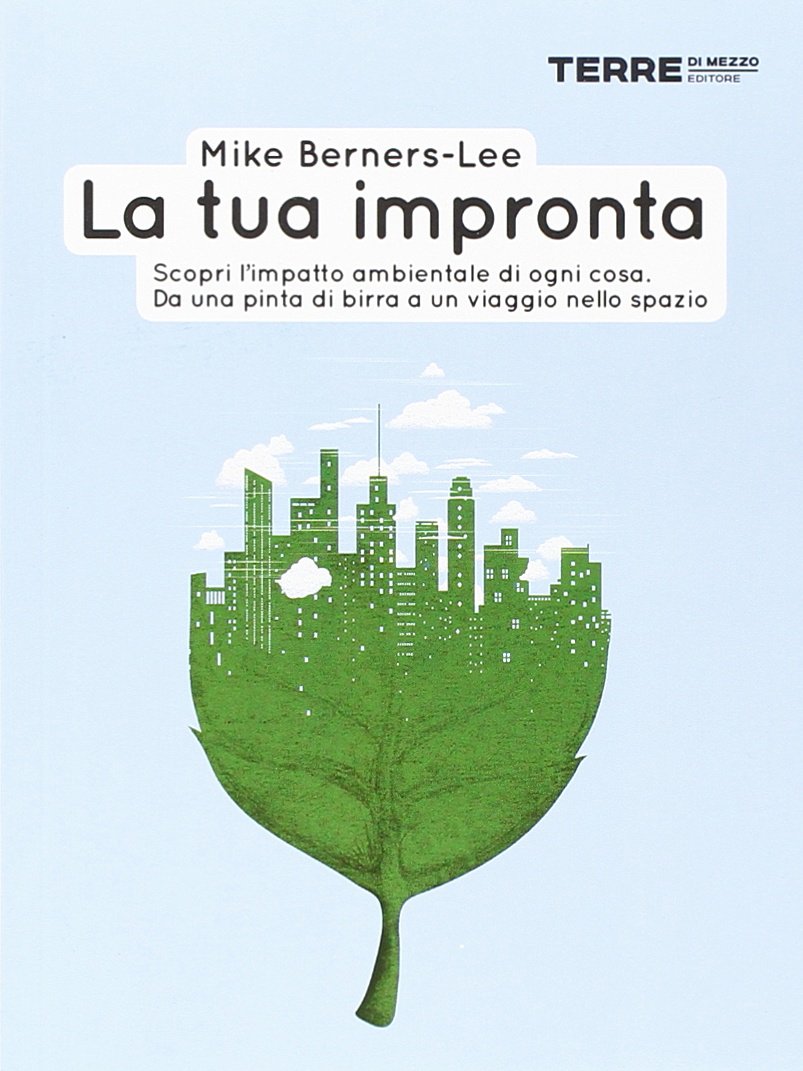 TERRE DI MEZZO EDITORE
Mike Berners-Lee
La tua impronta
Scopri l'impatto ambientale di ogni cosa.
Da una pinta di birra a un viaggio nello spazio